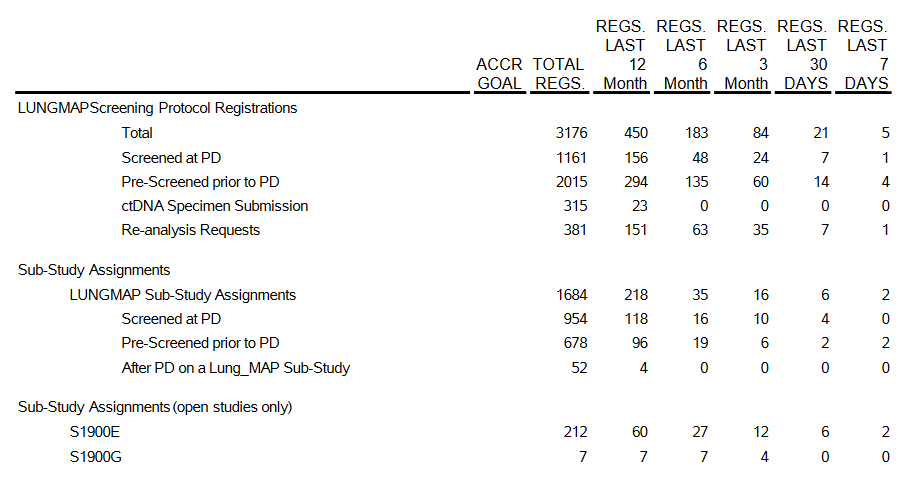 REGS. REGS. REGS. REGS. REGS.
LAST LAST LAST LAST LAST
ACCR TOTAL 12 6 3 30 7
GOAL REGS. Month Month Month DAYS DAYS
LUNGMAPScreening Protocol Registrations
Total 3176 450 183 84 21 5
Screened at PD 1161 156 48 24 7 1
Pre-Screened prior to PD 2015 294 135 60 14 4
ctDNA Specimen Submission 315 23 0 0 0 0
Re-analysis Requests 381 151 63 35 7 1
Sub-Study Assignments
LUNGMAP Sub-Study Assignments 1684 218 35 16 6 2
Screened at PD 954 118 16 10 4 0
Pre-Screened prior to PD 678 96 19 6 2 2
After PD on a Lung_MAP Sub-Study 52 4 0 0 0 0
Sub-Study Assignments (open studies only)
S1900E 212 60 27 12 6 2
S1900G 7 7 7 4 0 0